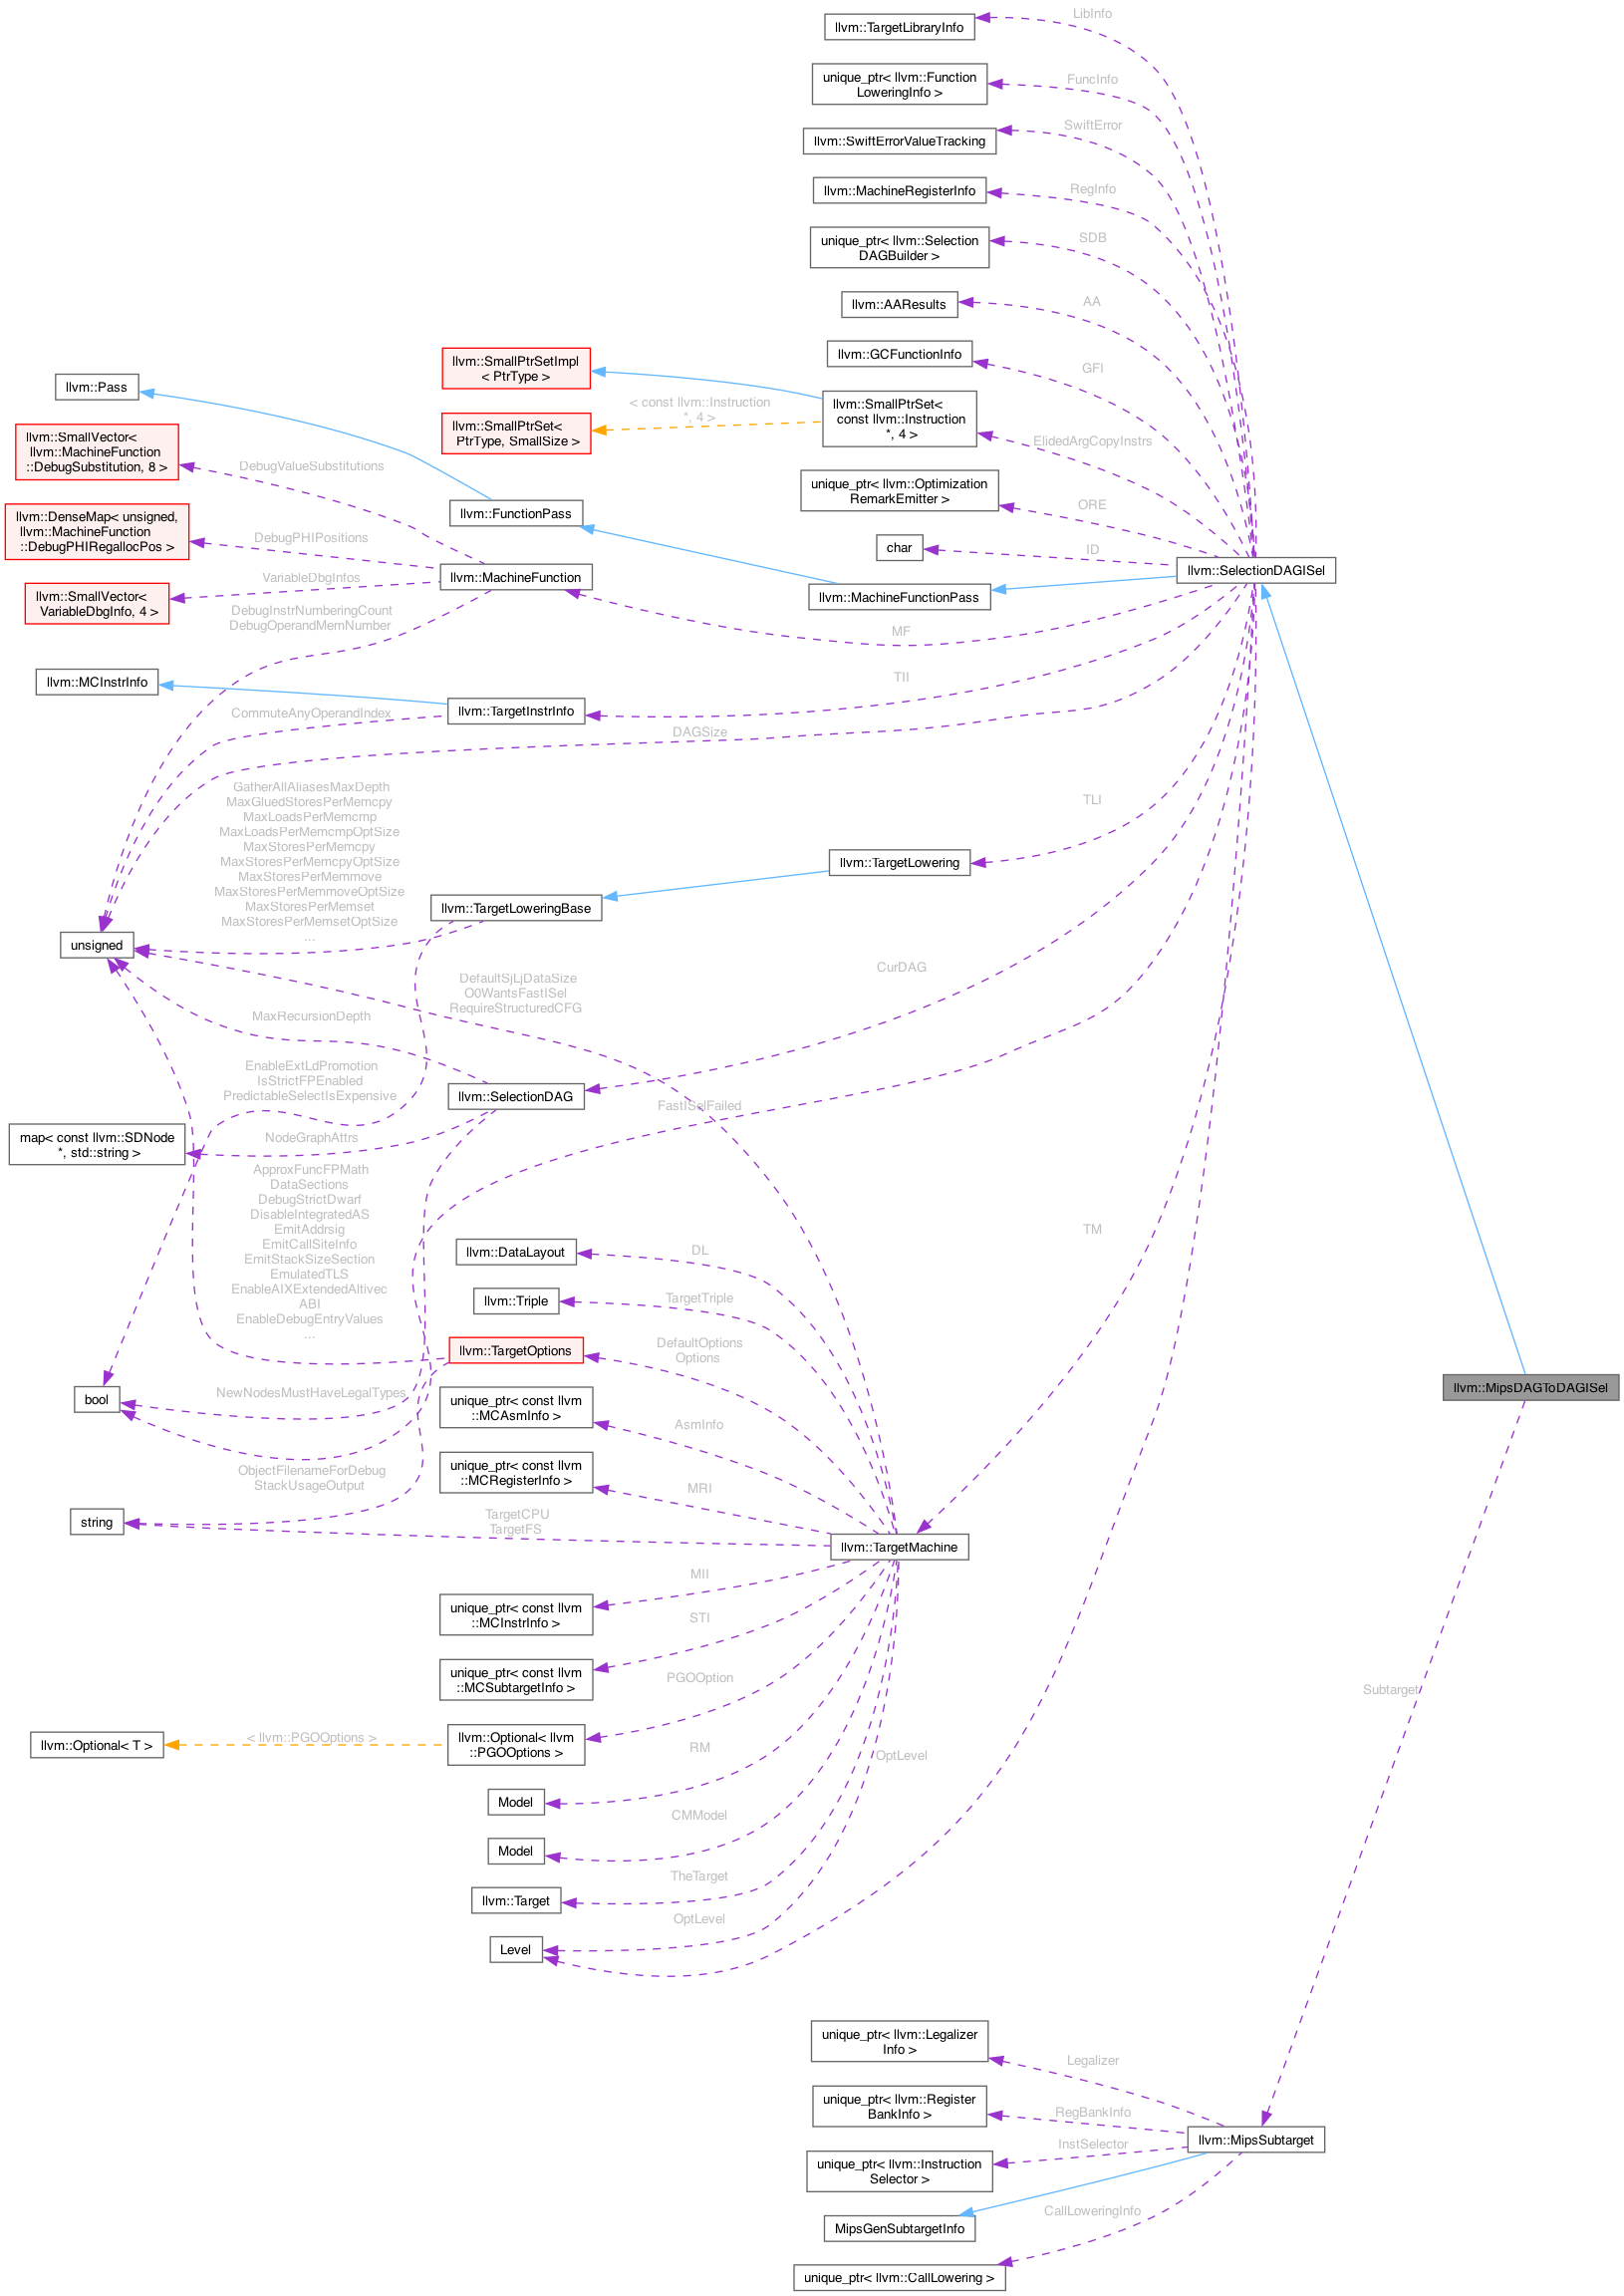 LibInfo
llvm::TargetLibraryInfo
unique_ptr< llvm::Function
LoweringInfo >
FuncInfo
SwiftError
llvm::SwiftErrorValueTracking
llvm::MachineRegisterInfo
RegInfo
unique_ptr< llvm::Selection
DAGBuilder >
SDB
llvm::AAResults
AA
llvm::GCFunctionInfo
GFI
llvm::SmallPtrSetImpl
< PtrType >
llvm::Pass
llvm::SmallPtrSet<
const llvm::Instruction
*, 4 >
< const llvm::Instruction
*, 4 >
llvm::SmallPtrSet<
PtrType, SmallSize >
ElidedArgCopyInstrs
llvm::SmallVector<
llvm::MachineFunction
::DebugSubstitution, 8 >
DebugValueSubstitutions
unique_ptr< llvm::Optimization
RemarkEmitter >
ORE
llvm::FunctionPass
llvm::DenseMap< unsigned,
llvm::MachineFunction
::DebugPHIRegallocPos >
DebugPHIPositions
char
ID
llvm::SelectionDAGISel
llvm::MachineFunction
VariableDbgInfos
llvm::SmallVector<
VariableDbgInfo, 4 >
llvm::MachineFunctionPass
DebugInstrNumberingCount
DebugOperandMemNumber
MF
llvm::MCInstrInfo
TII
llvm::TargetInstrInfo
CommuteAnyOperandIndex
DAGSize
GatherAllAliasesMaxDepth
MaxGluedStoresPerMemcpy
MaxLoadsPerMemcmp
MaxLoadsPerMemcmpOptSize
MaxStoresPerMemcpy
MaxStoresPerMemcpyOptSize
MaxStoresPerMemmove
MaxStoresPerMemmoveOptSize
MaxStoresPerMemset
MaxStoresPerMemsetOptSize
...
TLI
llvm::TargetLowering
llvm::TargetLoweringBase
unsigned
DefaultSjLjDataSize
O0WantsFastISel
RequireStructuredCFG
CurDAG
MaxRecursionDepth
EnableExtLdPromotion
IsStrictFPEnabled
PredictableSelectIsExpensive
llvm::SelectionDAG
FastISelFailed
map< const llvm::SDNode
*, std::string >
NodeGraphAttrs
ApproxFuncFPMath
DataSections
DebugStrictDwarf
DisableIntegratedAS
EmitAddrsig
EmitCallSiteInfo
EmitStackSizeSection
EmulatedTLS
EnableAIXExtendedAltivec
ABI
EnableDebugEntryValues
...
TM
llvm::DataLayout
DL
llvm::Triple
TargetTriple
llvm::TargetOptions
DefaultOptions
Options
llvm::MipsDAGToDAGISel
bool
NewNodesMustHaveLegalTypes
unique_ptr< const llvm
::MCAsmInfo >
AsmInfo
unique_ptr< const llvm
::MCRegisterInfo >
MRI
ObjectFilenameForDebug
StackUsageOutput
string
TargetCPU
TargetFS
llvm::TargetMachine
MII
unique_ptr< const llvm
::MCInstrInfo >
STI
unique_ptr< const llvm
::MCSubtargetInfo >
PGOOption
Subtarget
llvm::Optional< T >
< llvm::PGOOptions >
llvm::Optional< llvm
::PGOOptions >
RM
OptLevel
Model
CMModel
Model
TheTarget
llvm::Target
OptLevel
Level
unique_ptr< llvm::Legalizer
Info >
Legalizer
unique_ptr< llvm::Register
BankInfo >
RegBankInfo
llvm::MipsSubtarget
InstSelector
unique_ptr< llvm::Instruction
Selector >
CallLoweringInfo
MipsGenSubtargetInfo
unique_ptr< llvm::CallLowering >